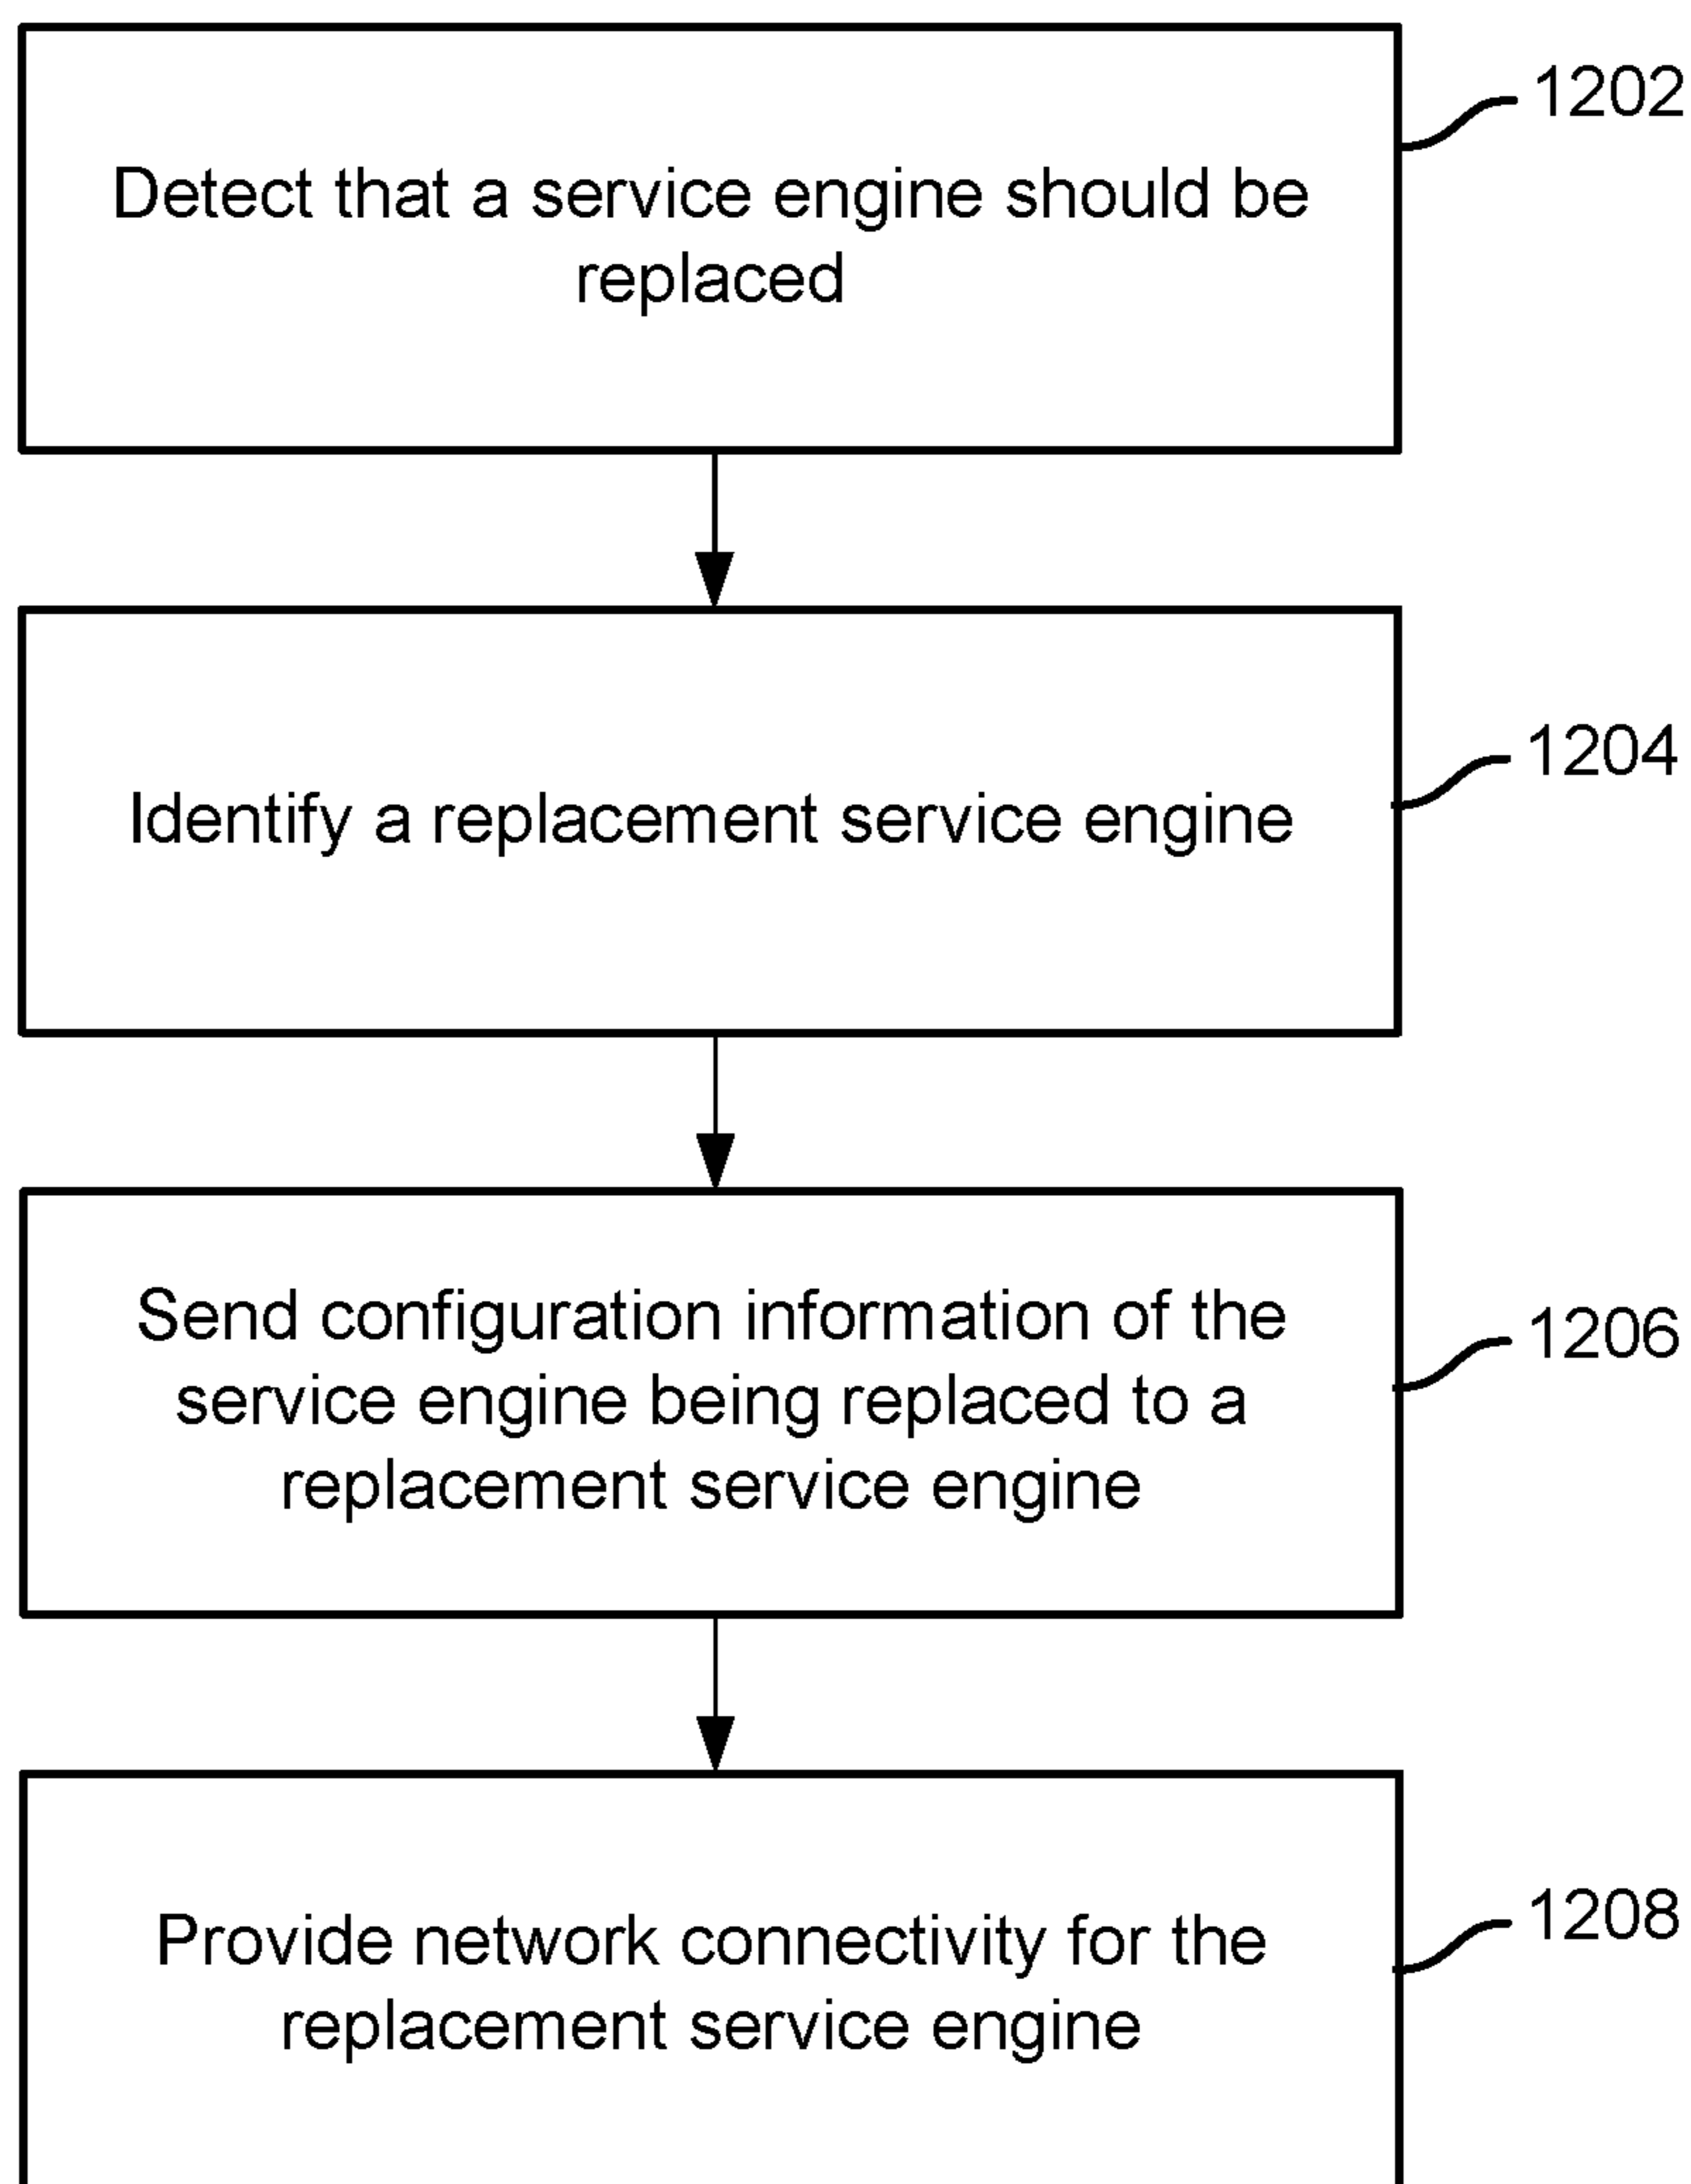 1202
Detect that a service engine should be
replaced
1204
Identify a replacement service engine
Send configuration information of the
1206
service engine being replaced to a
replacement service engine
1208
Provide network connectivity for the
replacement service engine